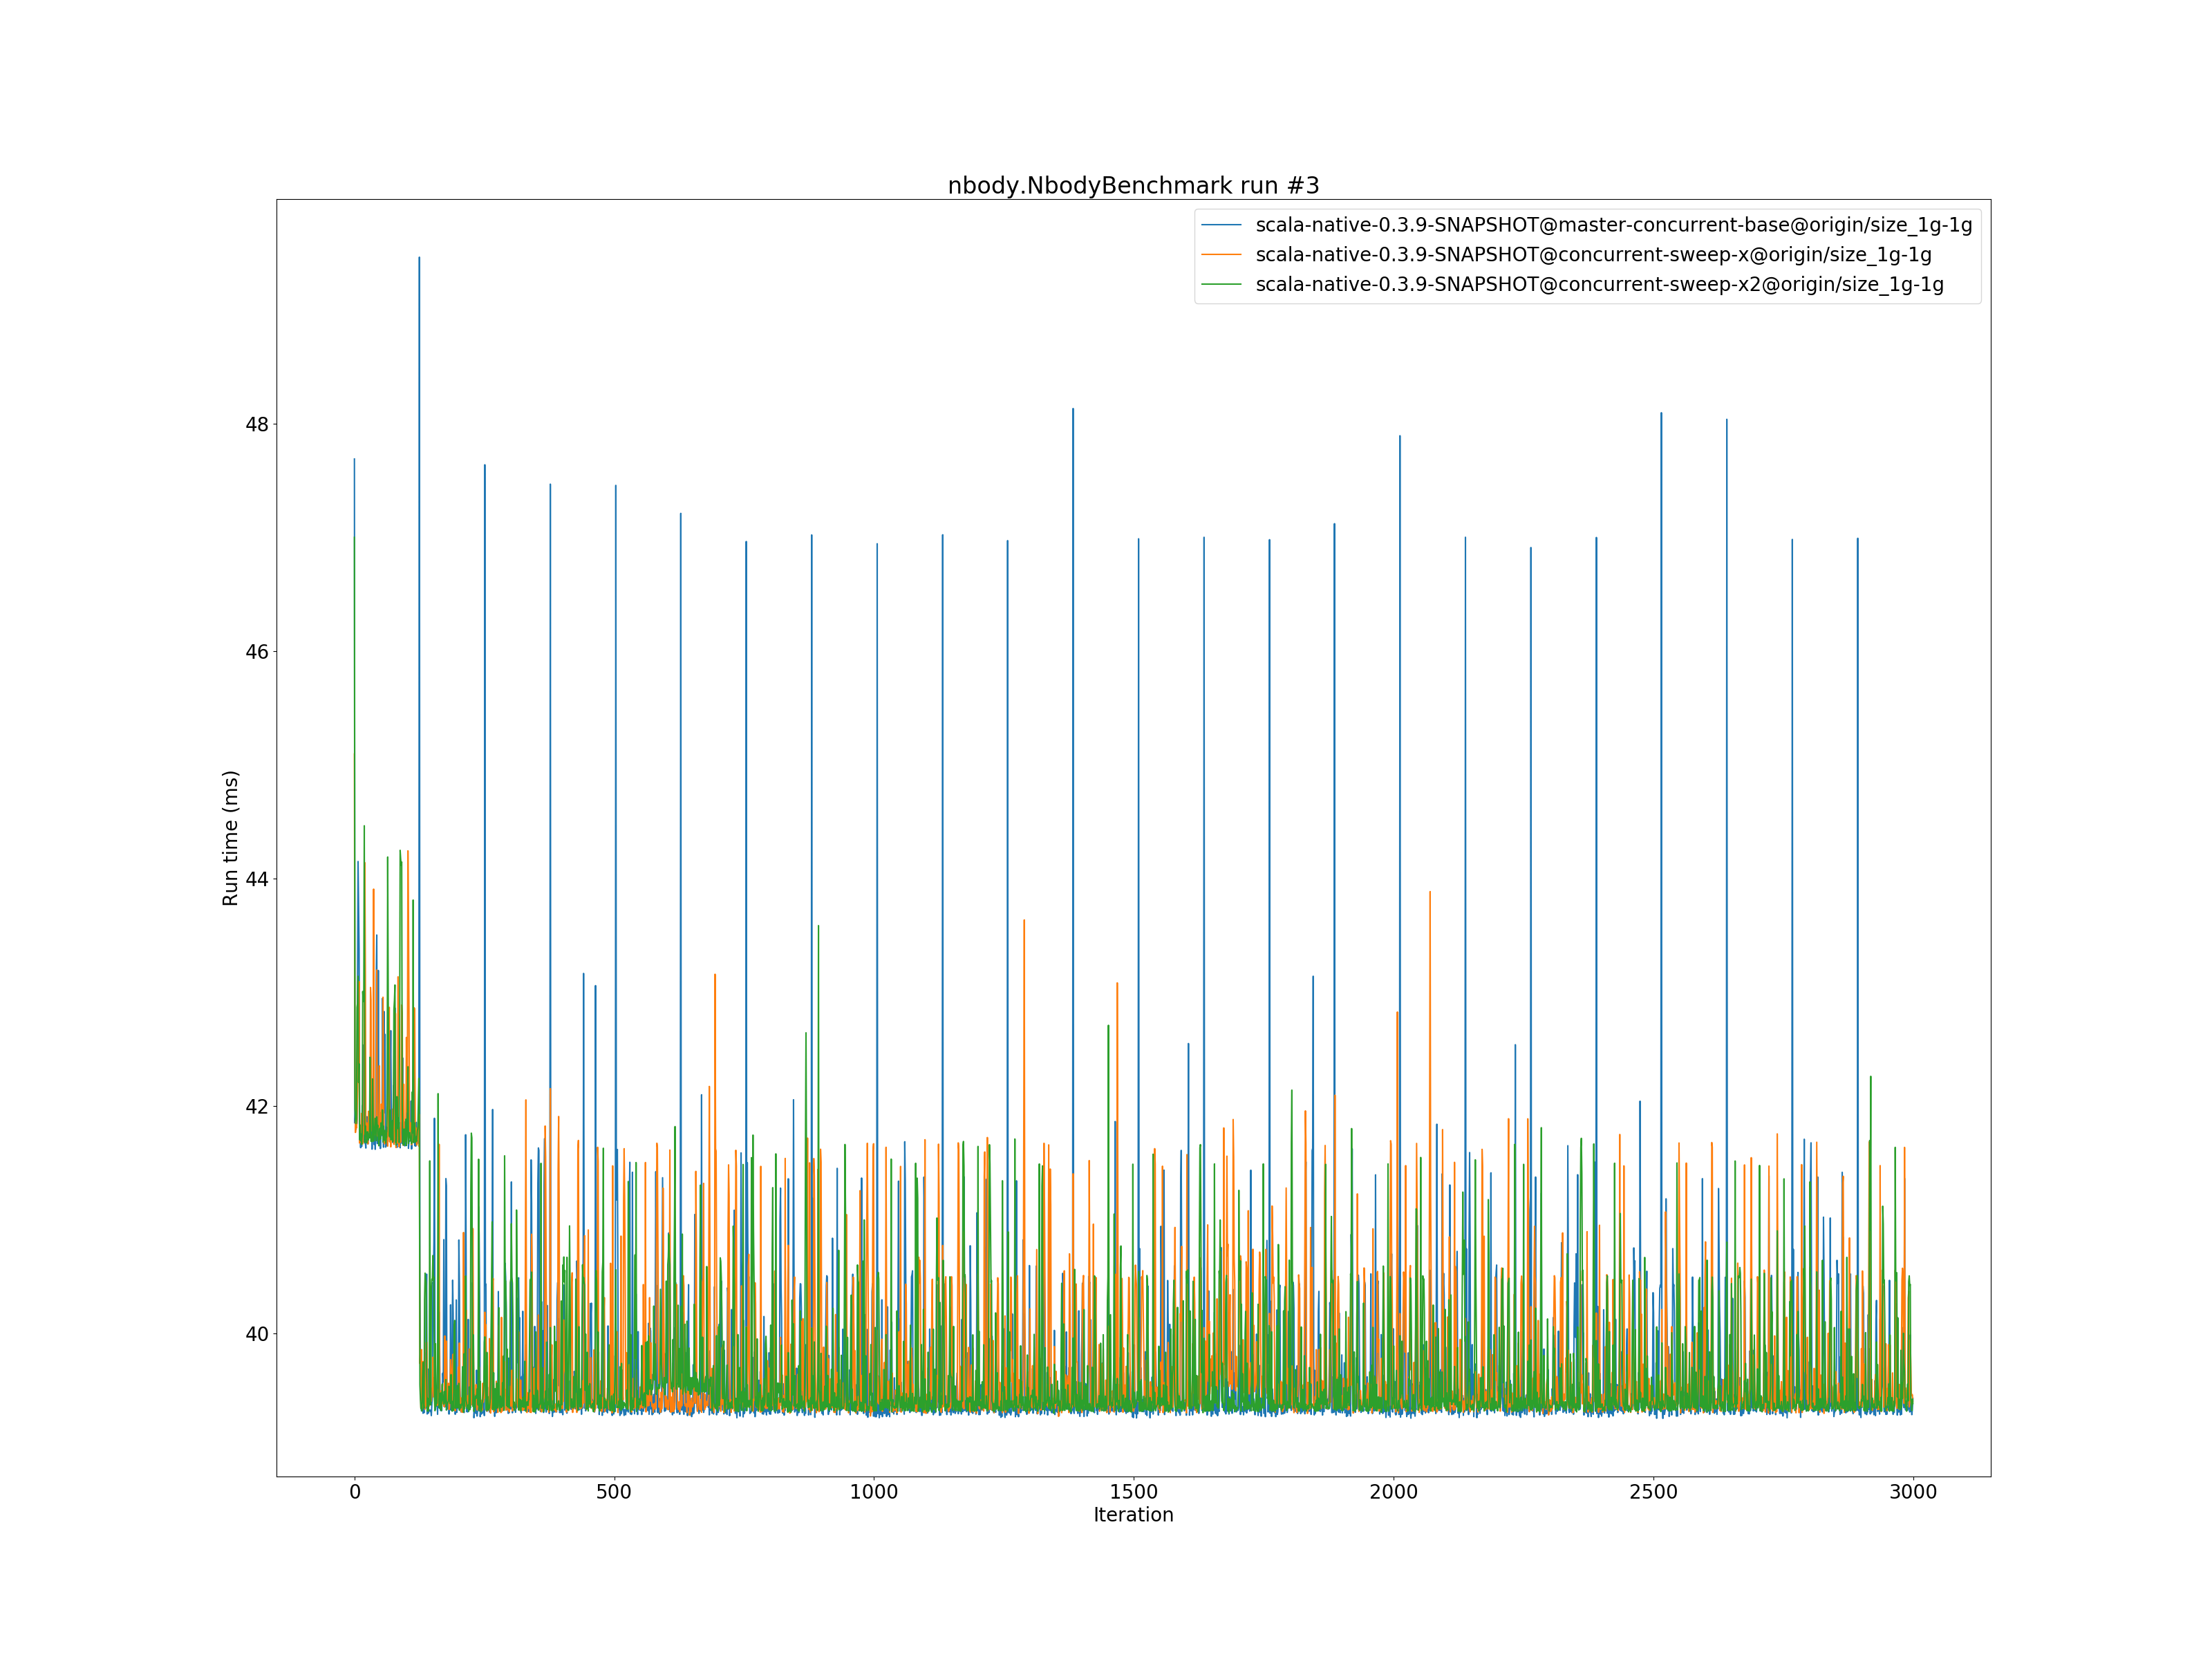 nbody.NbodyBenchmark run #3
scala-native-0.3.9-SNAPSHOT@master-concurrent-base@origin/size_1g-1g
scala-native-0.3.9-SNAPSHOT@concurrent-sweep-x@origin/size_1g-1g
scala-native-0.3.9-SNAPSHOT@concurrent-sweep-x2@origin/size_1g-1g
48
46
44
42
40
Run time (ms)
0 500 1000 1500 2000 2500 3000
Iteration